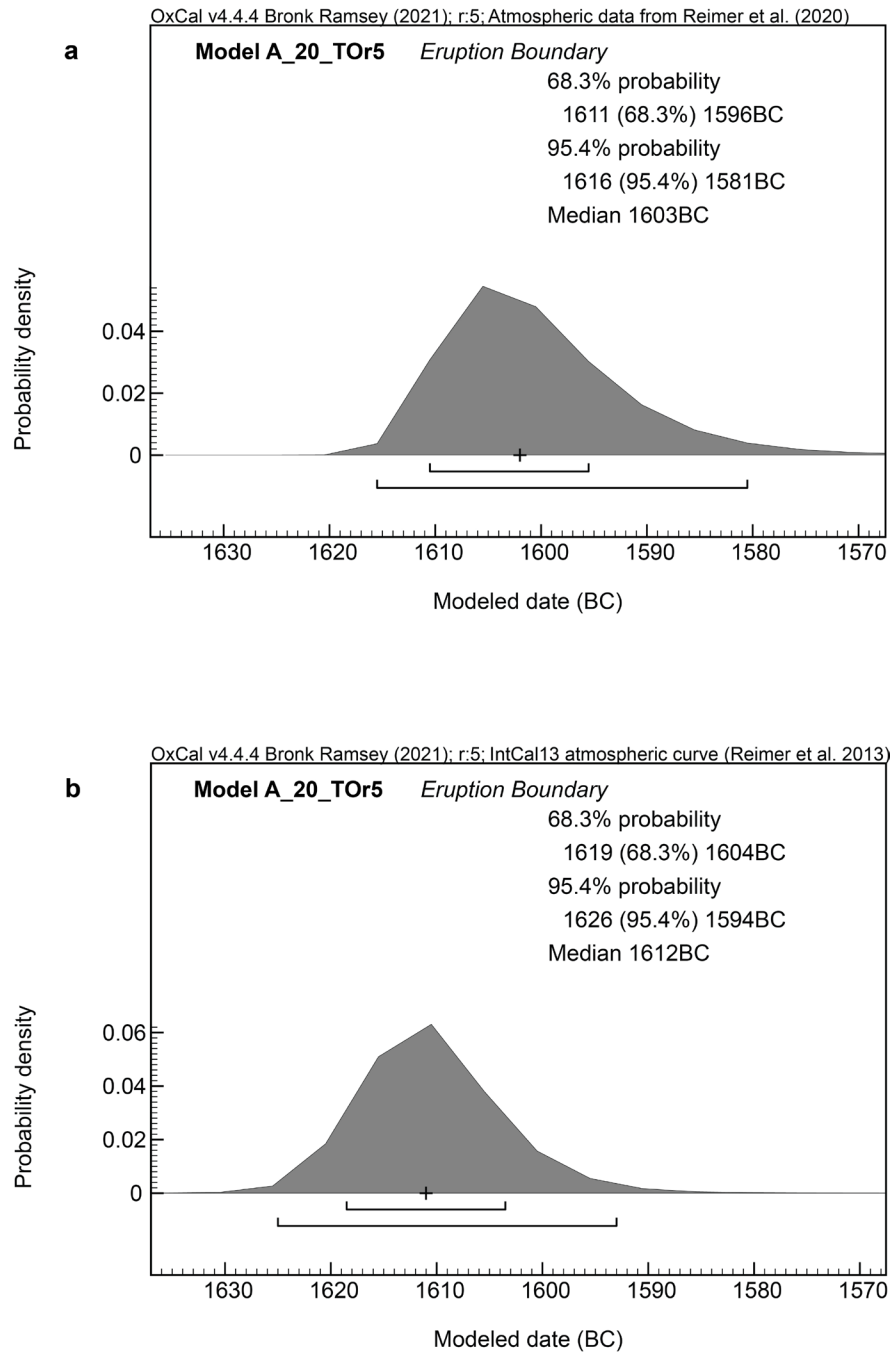 OxCal v4.4.4 Bronk Ramsey (2021); r:5; Atmospheric data from Reimer et al. (2020)
a
Model A_20_TOr5 Eruption Boundary
68.3% probability
1611 (68.3%) 1596BC
95.4% probability
1616 (95.4%) 1581BC
Median 1603BC
Probability density
0.04
0.02
0
1630 1620 1610 1600 1590 1580 1570
Modeled date (BC)
OxCal v4.4.4 Bronk Ramsey (2021); r:5; IntCal13 atmospheric curve (Reimer et al. 2013)
b
Model A_20_TOr5 Eruption Boundary
68.3% probability
1619 (68.3%) 1604BC
95.4% probability
1626 (95.4%) 1594BC
Median 1612BC
Probability density
0.06
0.04
0.02
0
1630 1620 1610 1600 1590 1580 1570
Modeled date (BC)